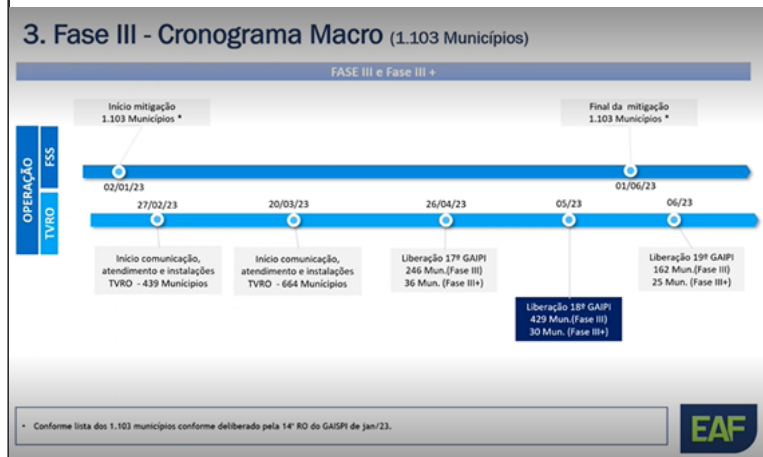 3. Fase III - Cronograma Macro (1.103 Municípios)
FASE III e Fase III +
Início mitigação
1.103 Municípios *
Final da mitigação
1.103 Municípios *
OPERAÇÃO
FSS
02/01/23
01/06/23
TVRO
27/02/23
20/03/23
26/04/23
05/23
06/23
Início comunicação,
atendimento e instalações
TVRO - 439 Municípios
Início comunicação,
atendimento e instalações
TVRO - 664 Municípios
Liberação 17º GAIPI
246 Mun.(Fase III)
36 Mun.(Fase III+)
Liberação 18º GAIPI
429 Mun.(Fase III)
30 Mun. (Fase III+)
Liberação 19º GAIPI
162 Mun.(Fase III)
25 Mun. (Fase III+)
• Conforme lista dos 1.103 municípios conforme deliberado pela 14ª RO do GAISPI de jan/23.
EAF